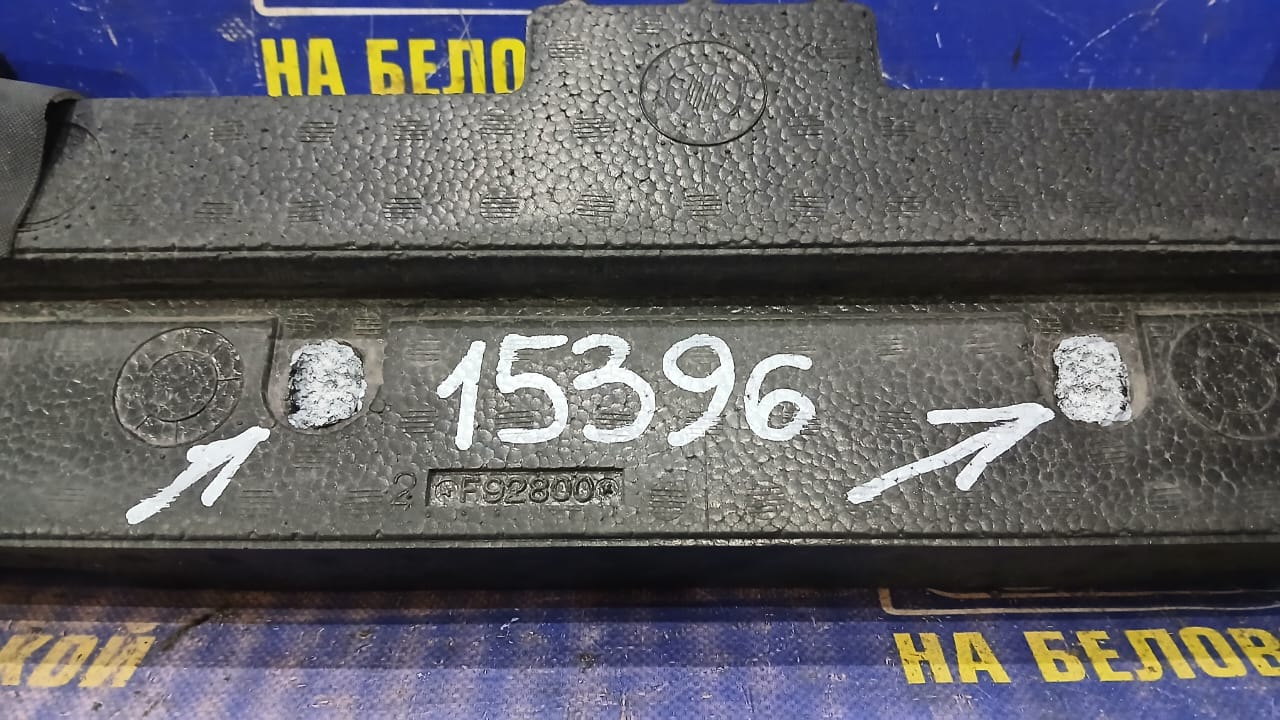 НА БЕЛО
15396
2 F92800
КОЙ
НА БЕЛОВ